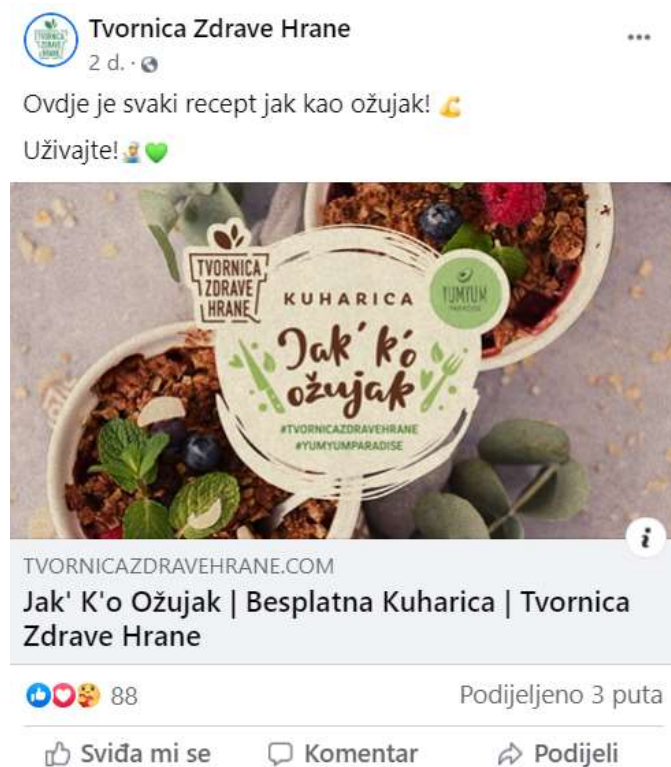 Tvornica Zdrave Hrane
2 d. ·
Ovdje je svaki recept jak kao ožujak! 💪
Uživajte!👨‍🍳💚
TVORNICA
ZDRAVE
HRANE
KUHARICA
YUMYUM
PARADISE
Jak' k'o
ožujak
#TVORNICAZDRAVEHRANE
#YUMYUMPARADISE
TVORNICAZDRAVEHRANE.COM
Jak' K'o Ožujak | Besplatna Kuharica | Tvornica
Zdrave Hrane
88
Podijeljeno 3 puta
Sviđa mi se
Komentar
Podijeli